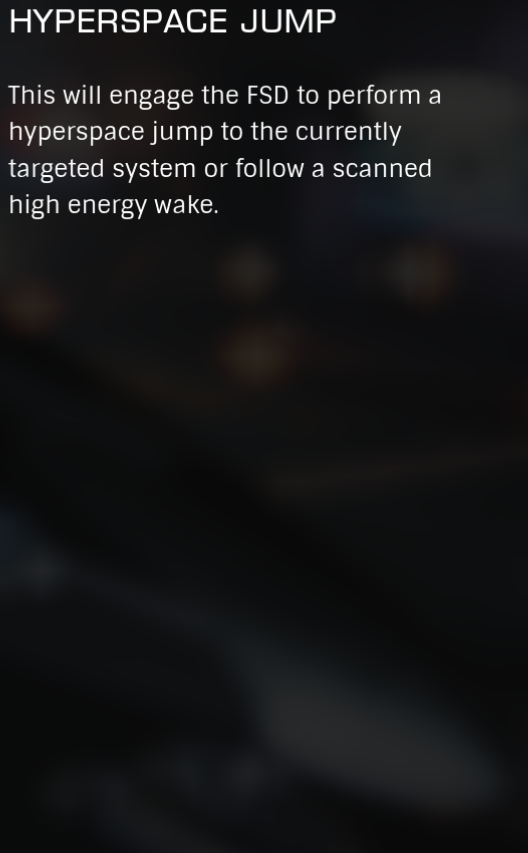 HYPERSPACE JUMP
This will engage the FSD to perform a
hyperspace jump to the currently
targeted system or follow a scanned
high energy wake.